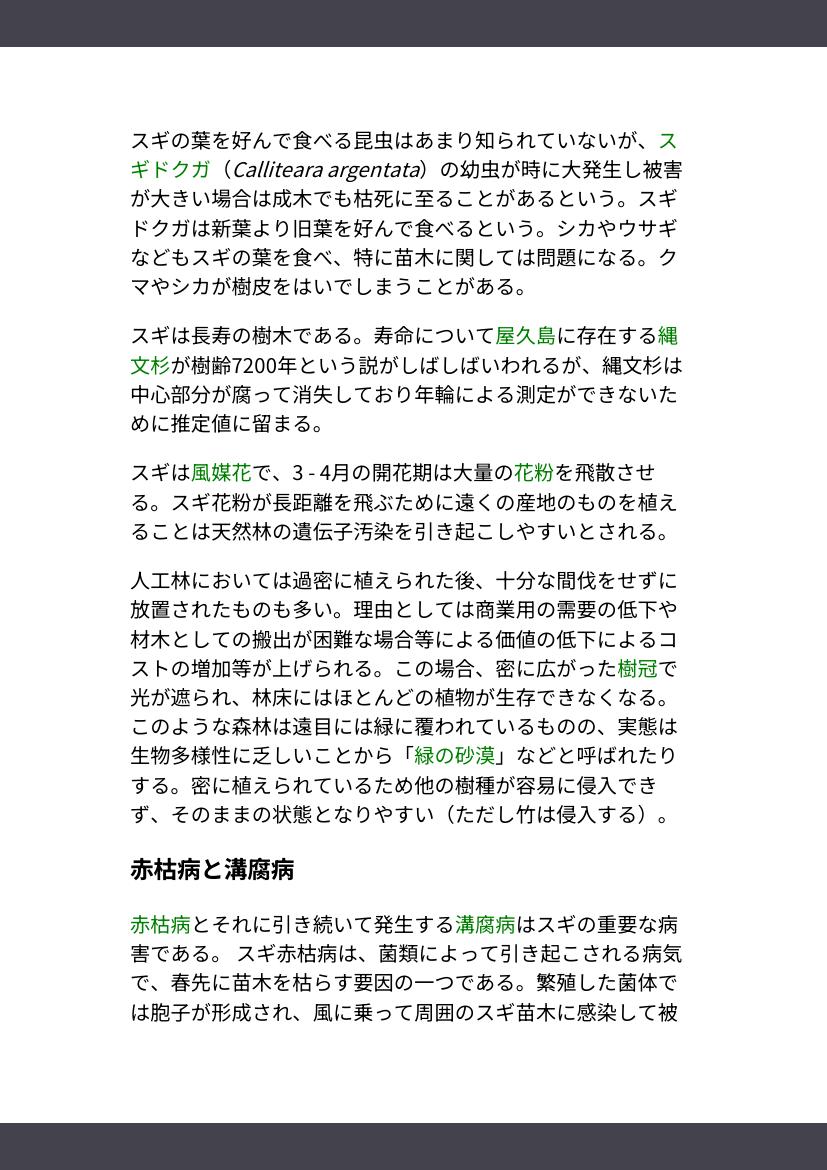 スギの葉を好んで食べる昆虫はあまり知られていないが、ス
ギドクガ（Calliteara argentata）の幼虫が時に大発生し被害
が大きい場合は成木でも枯死に至ることがあるという。スギ
ドクガは新葉より旧葉を好んで食べるという。シカやウサギ
などもスギの葉を食べ、特に苗木に関しては問題になる。ク
マやシカが樹皮をはいでしまうことがある。
スギは長寿の樹木である。寿命について屋久島に存在する縄
文杉が樹齢7200年という説がしばしばいわれるが、縄文杉は
中心部分が腐って消失しており年輪による測定ができないた
めに推定値に留まる。
スギは風媒花で、3 - 4月の開花期は大量の花粉を飛散させ
る。スギ花粉が長距離を飛ぶために遠くの産地のものを植え
ることは天然林の遺伝子汚染を引き起こしやすいとされる。
人工林においては過密に植えられた後、十分な間伐をせずに
放置されたものも多い。理由としては商業用の需要の低下や
材木としての搬出が困難な場合等による価値の低下によるコ
ストの増加等が上げられる。この場合、密に広がった樹冠で
光が遮られ、林床にはほとんどの植物が生存できなくなる。
このような森林は遠目には緑に覆われているものの、実態は
生物多様性に乏しいことから「緑の砂漠」などと呼ばれたり
する。密に植えられているため他の樹種が容易に侵入でき
ず、そのままの状態となりやすい（ただし竹は侵入する）。
赤枯病と溝腐病
赤枯病とそれに引き続いて発生する溝腐病はスギの重要な病
害である。 スギ赤枯病は、菌類によって引き起こされる病気
で、春先に苗木を枯らす要因の一つである。繁殖した菌体で
は胞子が形成され、風に乗って周囲のスギ苗木に感染して被